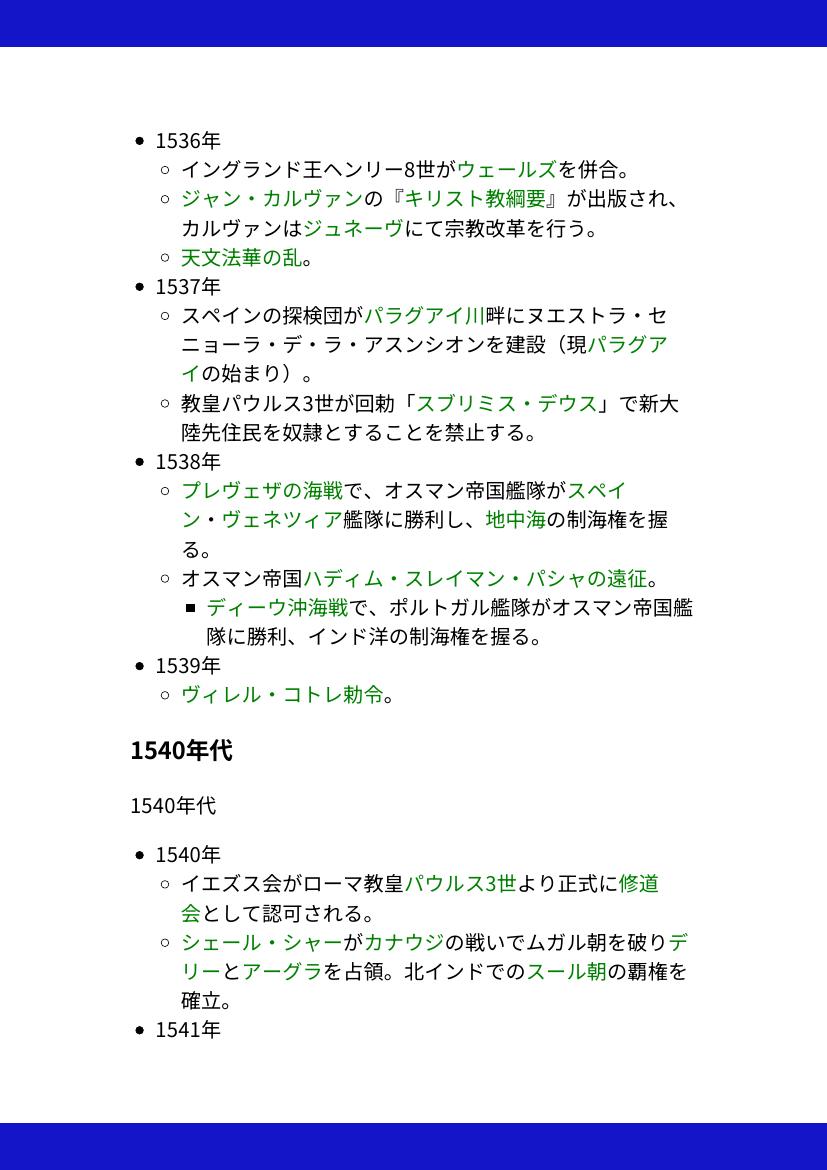 1536年
イングランド王ヘンリー8世がウェールズを併合。
ジャン・カルヴァンの『キリスト教綱要』が出版され、
カルヴァンはジュネーヴにて宗教改革を行う。
天文法華の乱。
1537年
スペインの探検団がパラグアイ川畔にヌエストラ・セ
ニョーラ・デ・ラ・アスンシオンを建設（現パラグア
イの始まり）。
教皇パウルス3世が回勅「スブリミス・デウス」で新大
陸先住民を奴隷とすることを禁止する。
1538年
プレヴェザの海戦で、オスマン帝国艦隊がスペイ
ン・ヴェネツィア艦隊に勝利し、地中海の制海権を握
る。
オスマン帝国ハディム・スレイマン・パシャの遠征。
ディーウ沖海戦で、ポルトガル艦隊がオスマン帝国艦
隊に勝利、インド洋の制海権を握る。
1539年
ヴィレル・コトレ勅令。
1540年代
1540年代
1540年
イエズス会がローマ教皇パウルス3世より正式に修道
会として認可される。
シェール・シャーがカナウジの戦いでムガル朝を破りデ
リーとアーグラを占領。北インドでのスール朝の覇権を
確立。
1541年